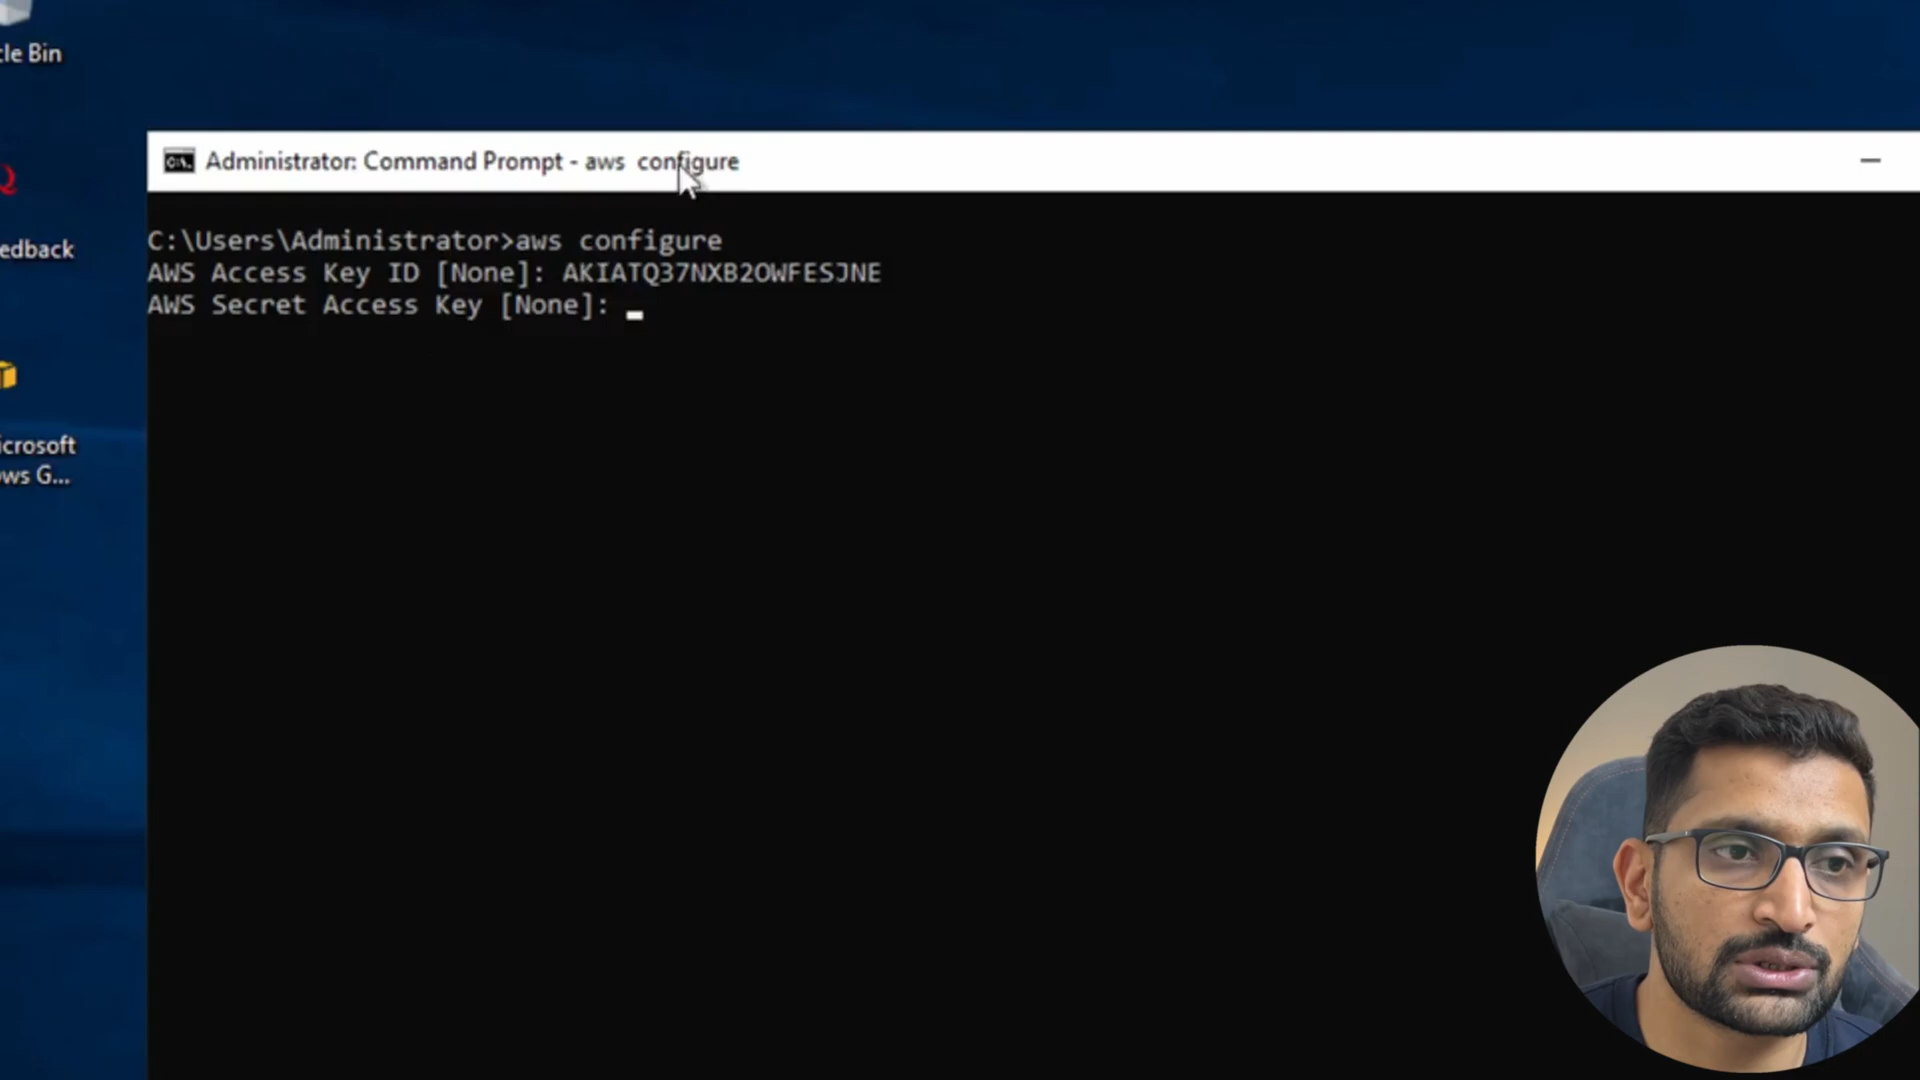 cle Bin
edback
icrosoft
ows G...
Administrator: Command Prompt - aws  configure
C:\Users\Administrator>aws configure
AWS Access Key ID [None]: AKIATQ37NXB2OWFESJNE
AWS Secret Access Key [None]: